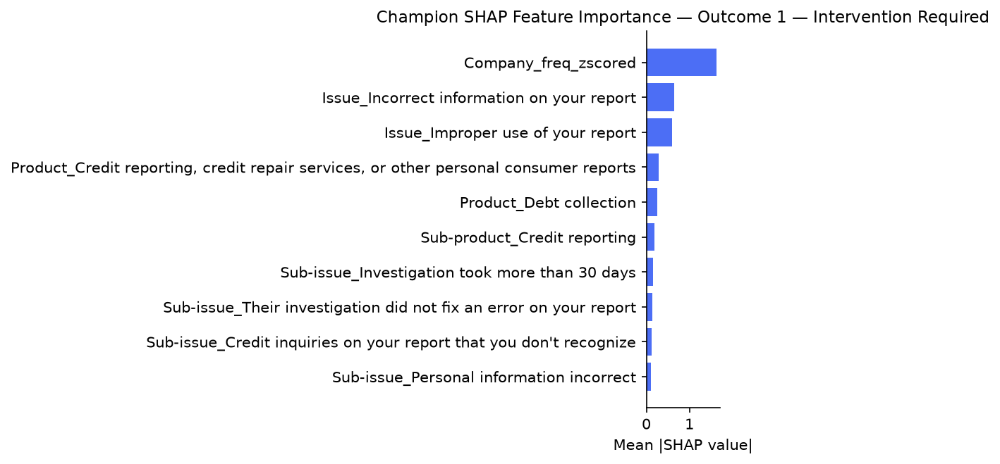 Champion SHAP Feature Importance — Outcome 1 — Intervention Required
Company_freq_zscored
Issue_Incorrect information on your report
Issue_Improper use of your report
Product_Credit reporting, credit repair services, or other personal consumer reports
Product_Debt collection
Sub-product_Credit reporting
Sub-issue_Investigation took more than 30 days
Sub-issue_Their investigation did not fix an error on your report
Sub-issue_Credit inquiries on your report that you don't recognize
Sub-issue_Personal information incorrect
0 1
Mean |SHAP value|